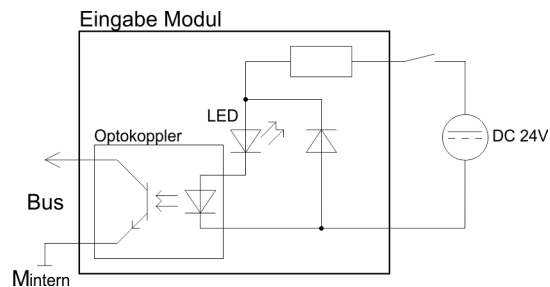 Eingabe Modul
LED
Optokoppler
DC 24V
Bus
Mintern